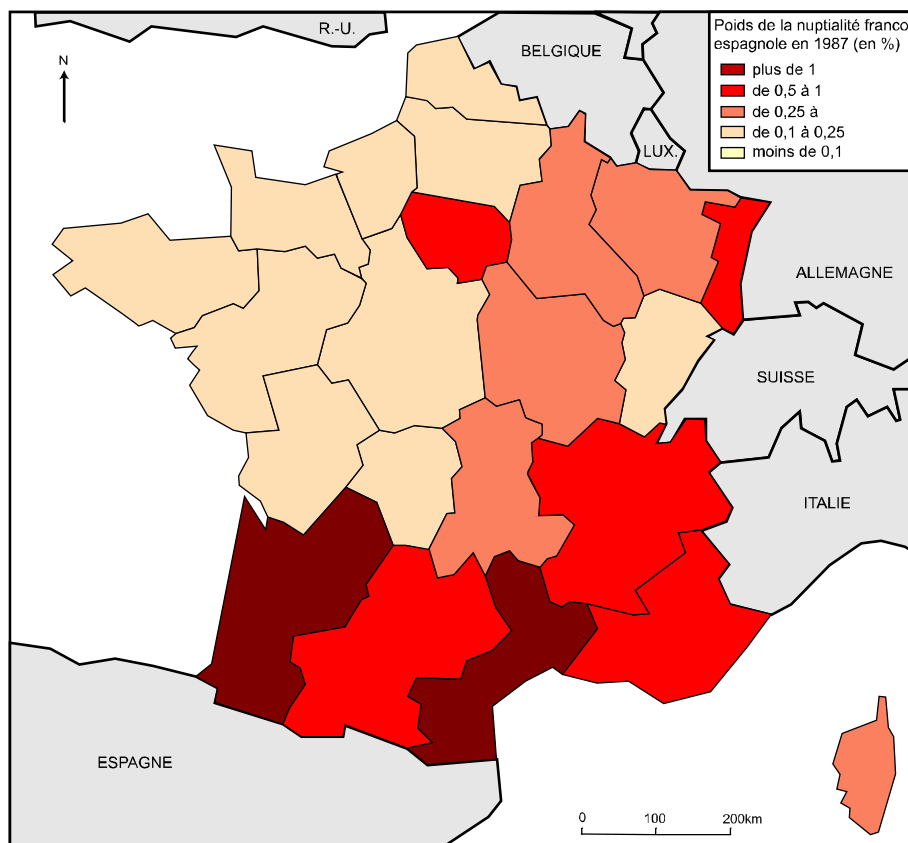 R.-U.
Poids de la nuptialité franco
espagnole en 1987 (en %)
plus de 1
de 0,5 à 1
de 0,25 à
de 0,1 à 0,25
moins de 0,1
N
BELGIQUE
LUX.
ALLEMAGNE
SUISSE
ITALIE
ESPAGNE
0 100 200km